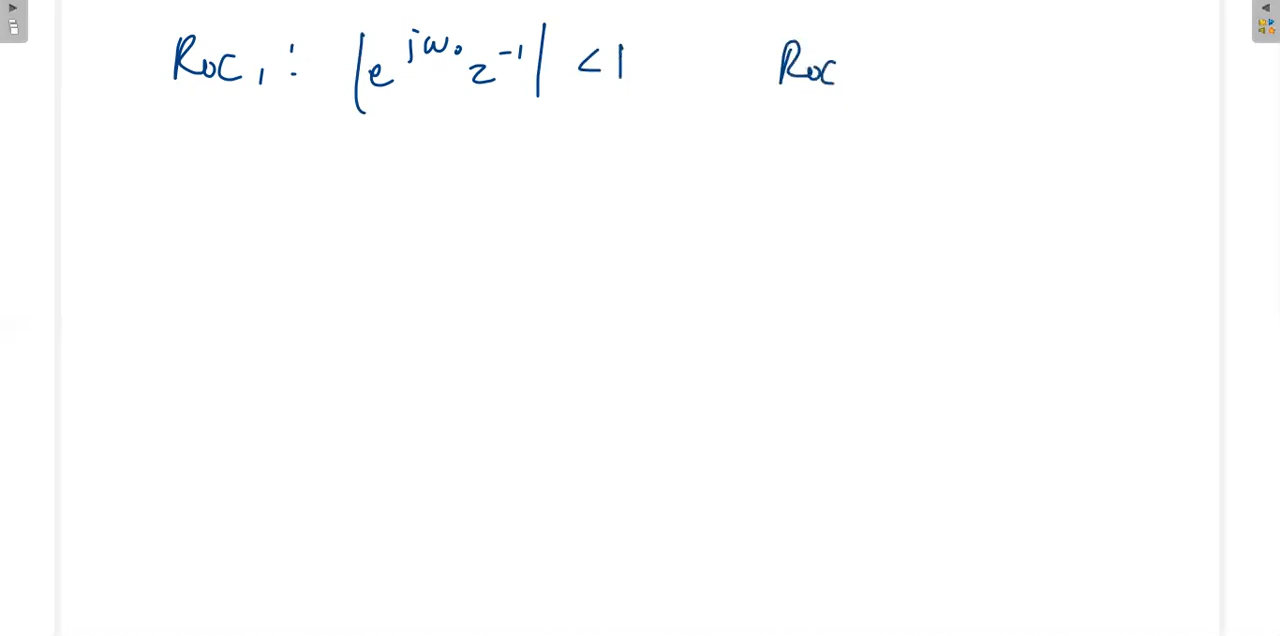 ROC₁ : |e^{jω₀} z^{-1}| < 1 ROC